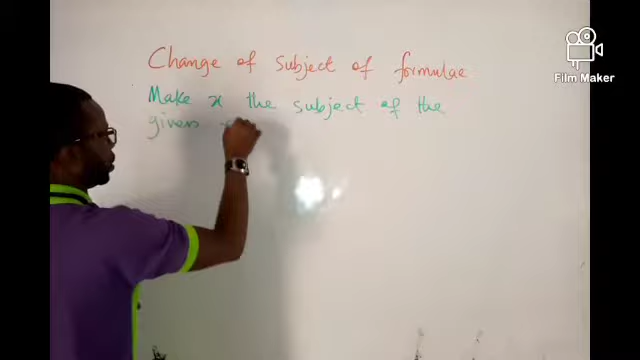 Change of subject of formulae
Make x the subject of the
given
Film Maker